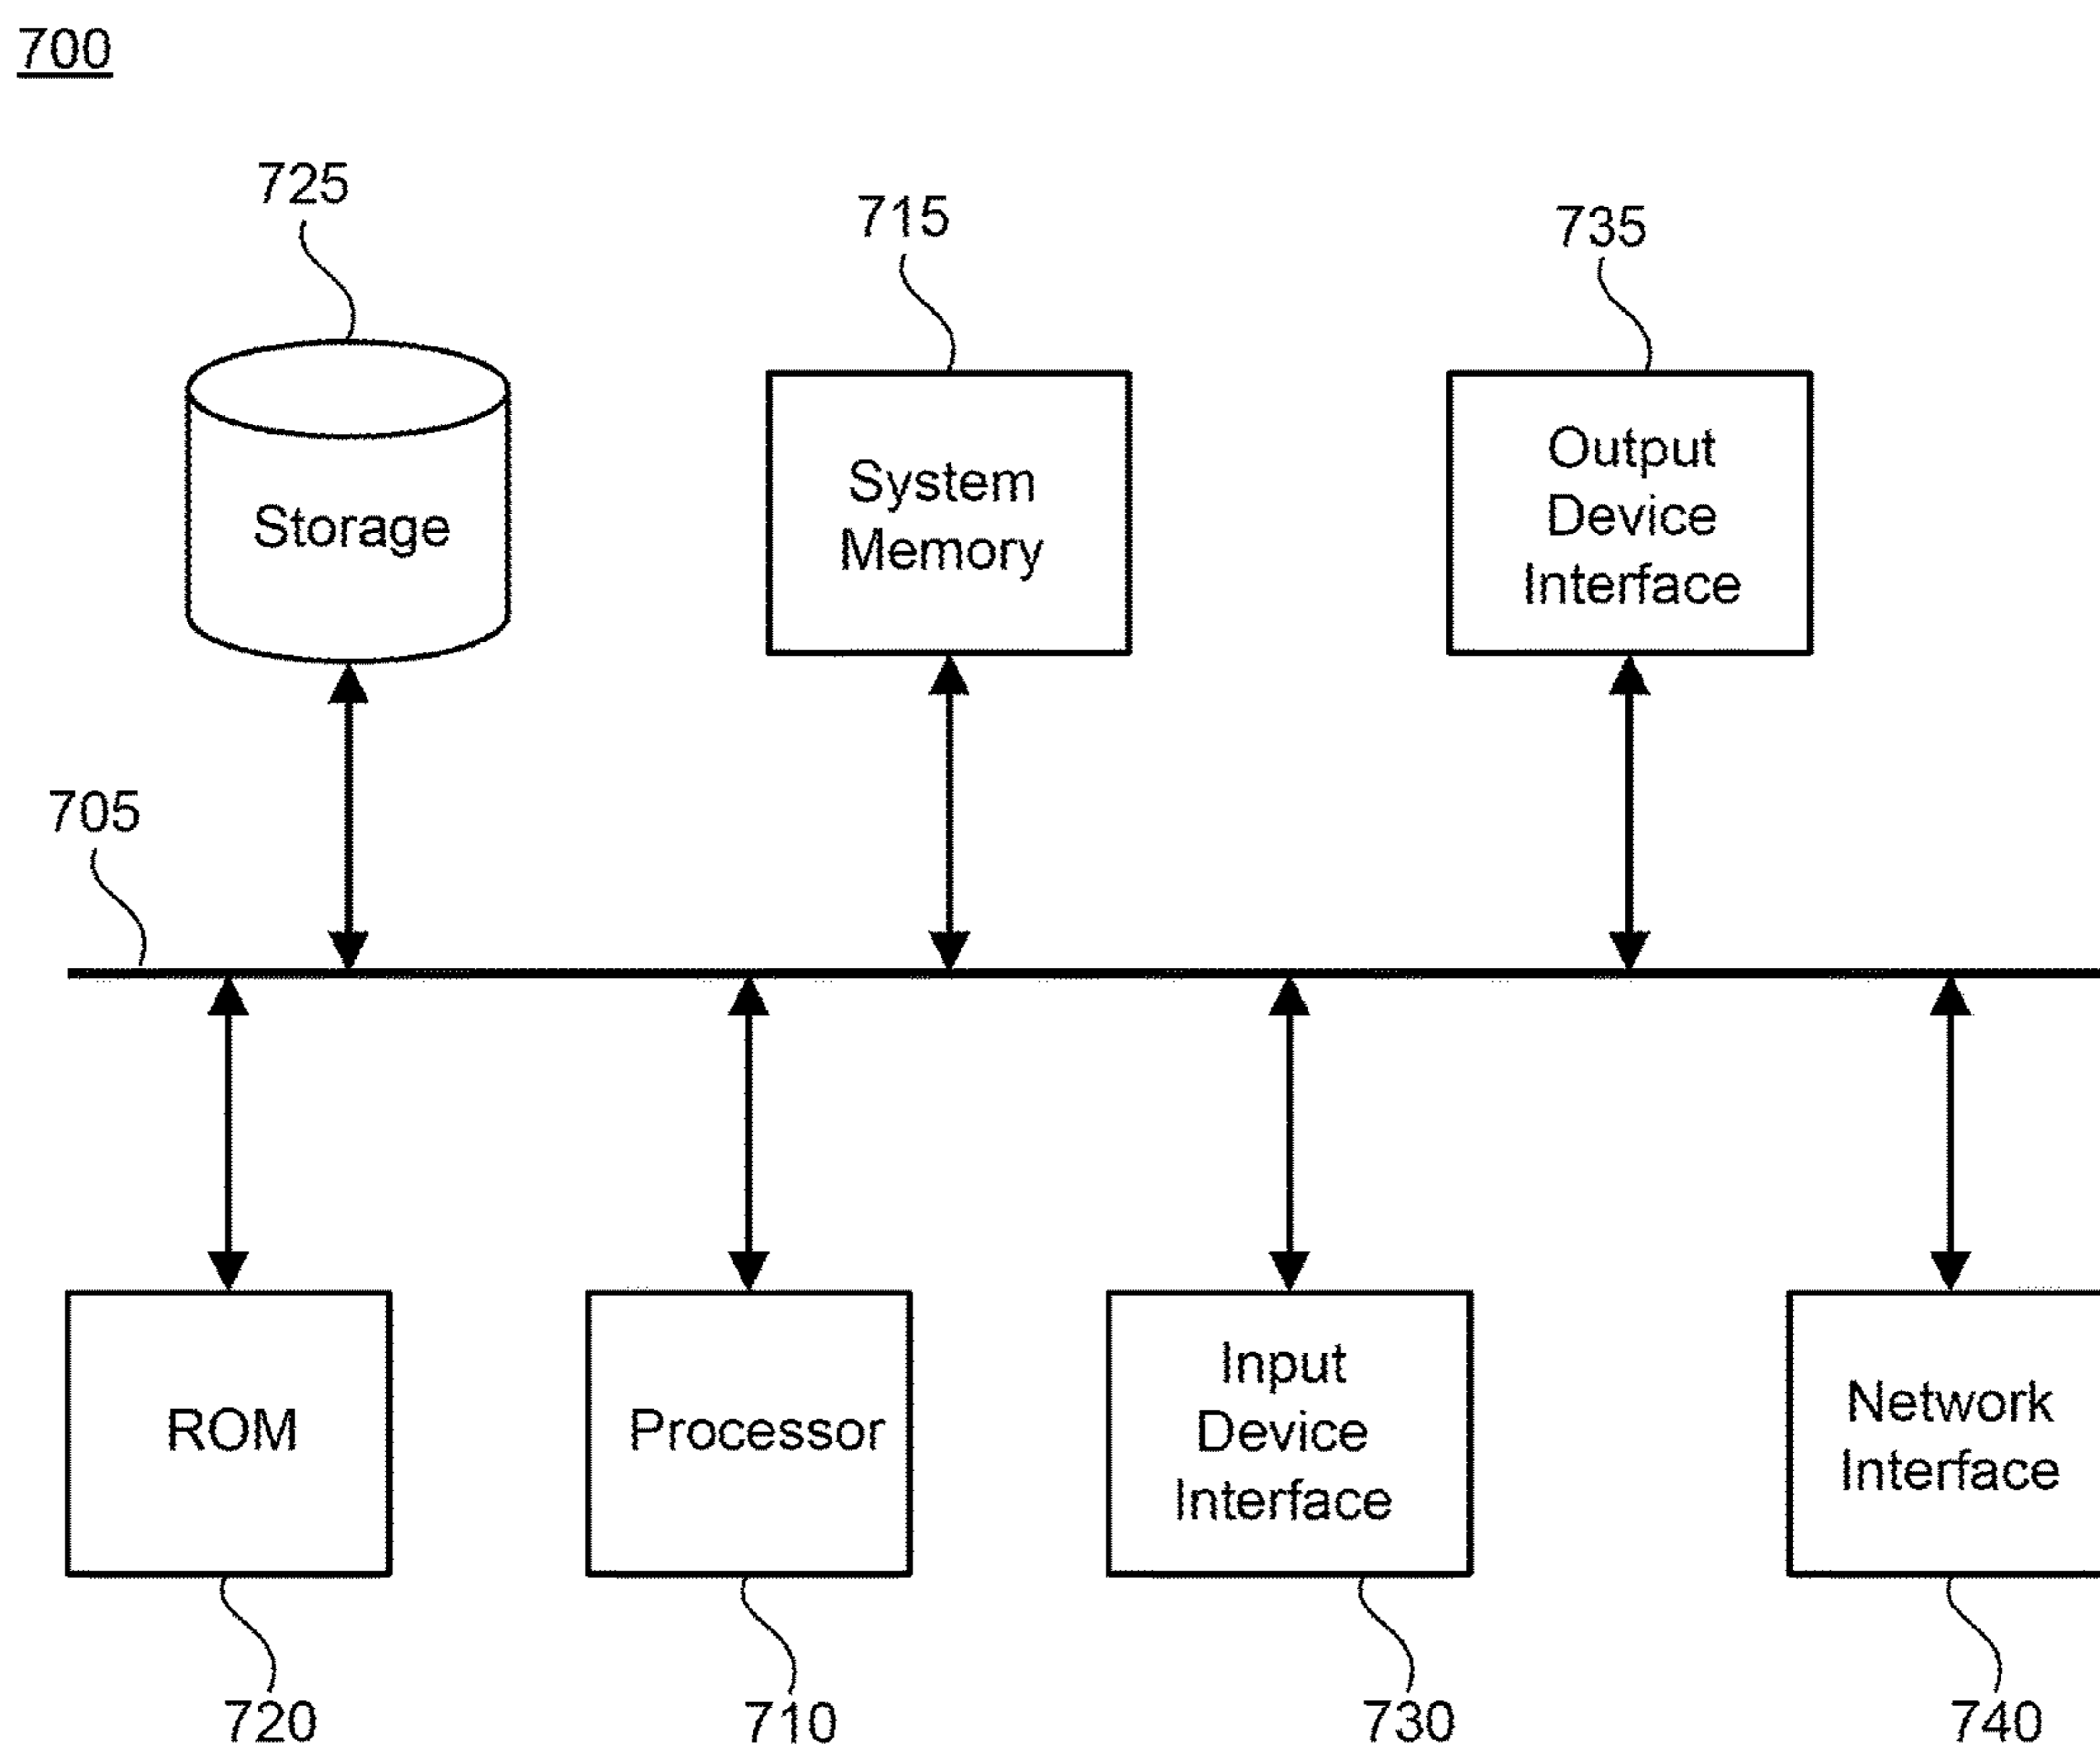 700
725
715
735
Storage
System
Memory
Output
Device
Interface
705
ROM
Processor
Input
Device
Interface
Network
Interface
720
710
730
740